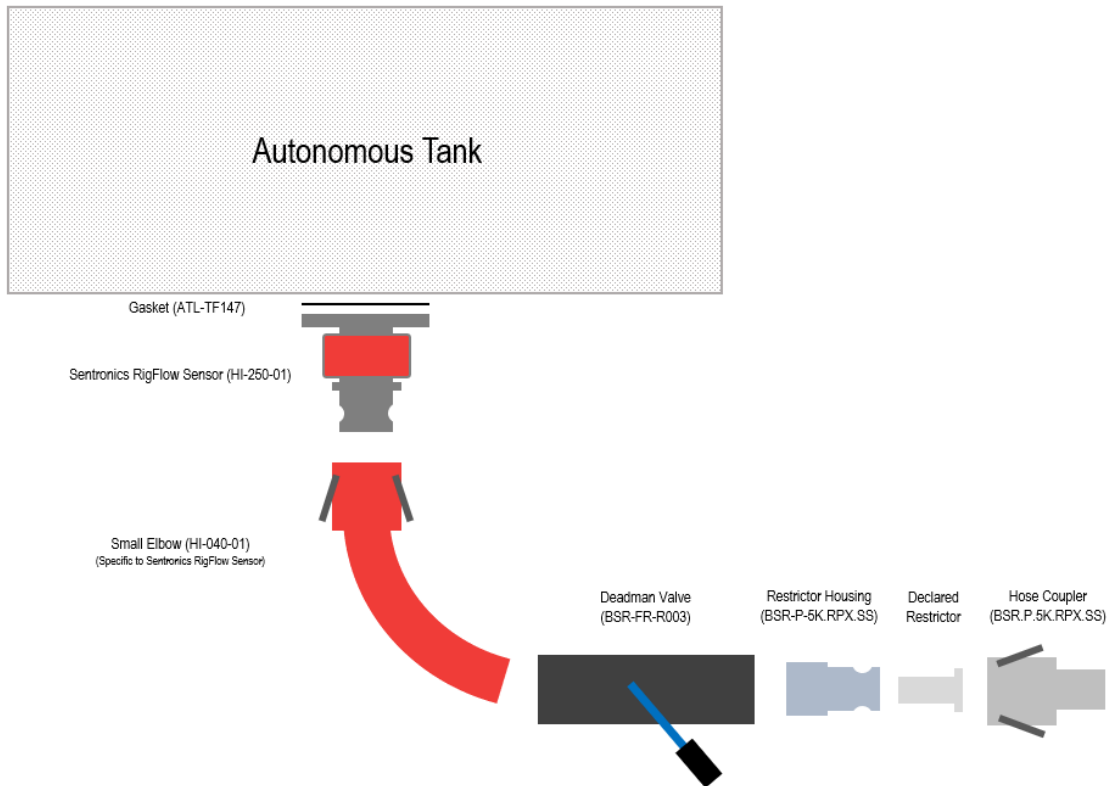 Autonomous Tank
Gasket (ATL-TF147)
Sentronics RigFlow Sensor (HI-250-01)
Small Elbow (HI-040-01)
(Specific to Sentronics RigFlow Sensor)
Deadman Valve
(BSR-FR-R003)
Restrictor Housing
(BSR-P-5K.RPX.SS)
Declared
Restrictor
Hose Coupler
(BSR.P.5K.RPX.SS)